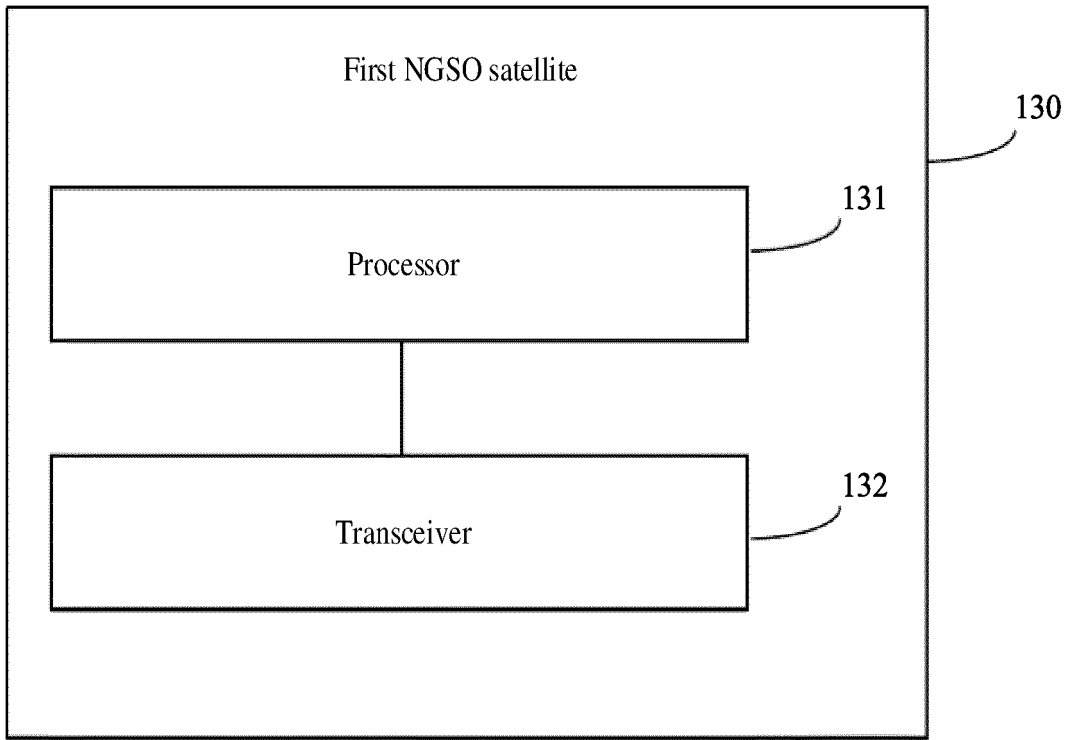 First NGSO satellite
130
131
Processor
132
Transceiver